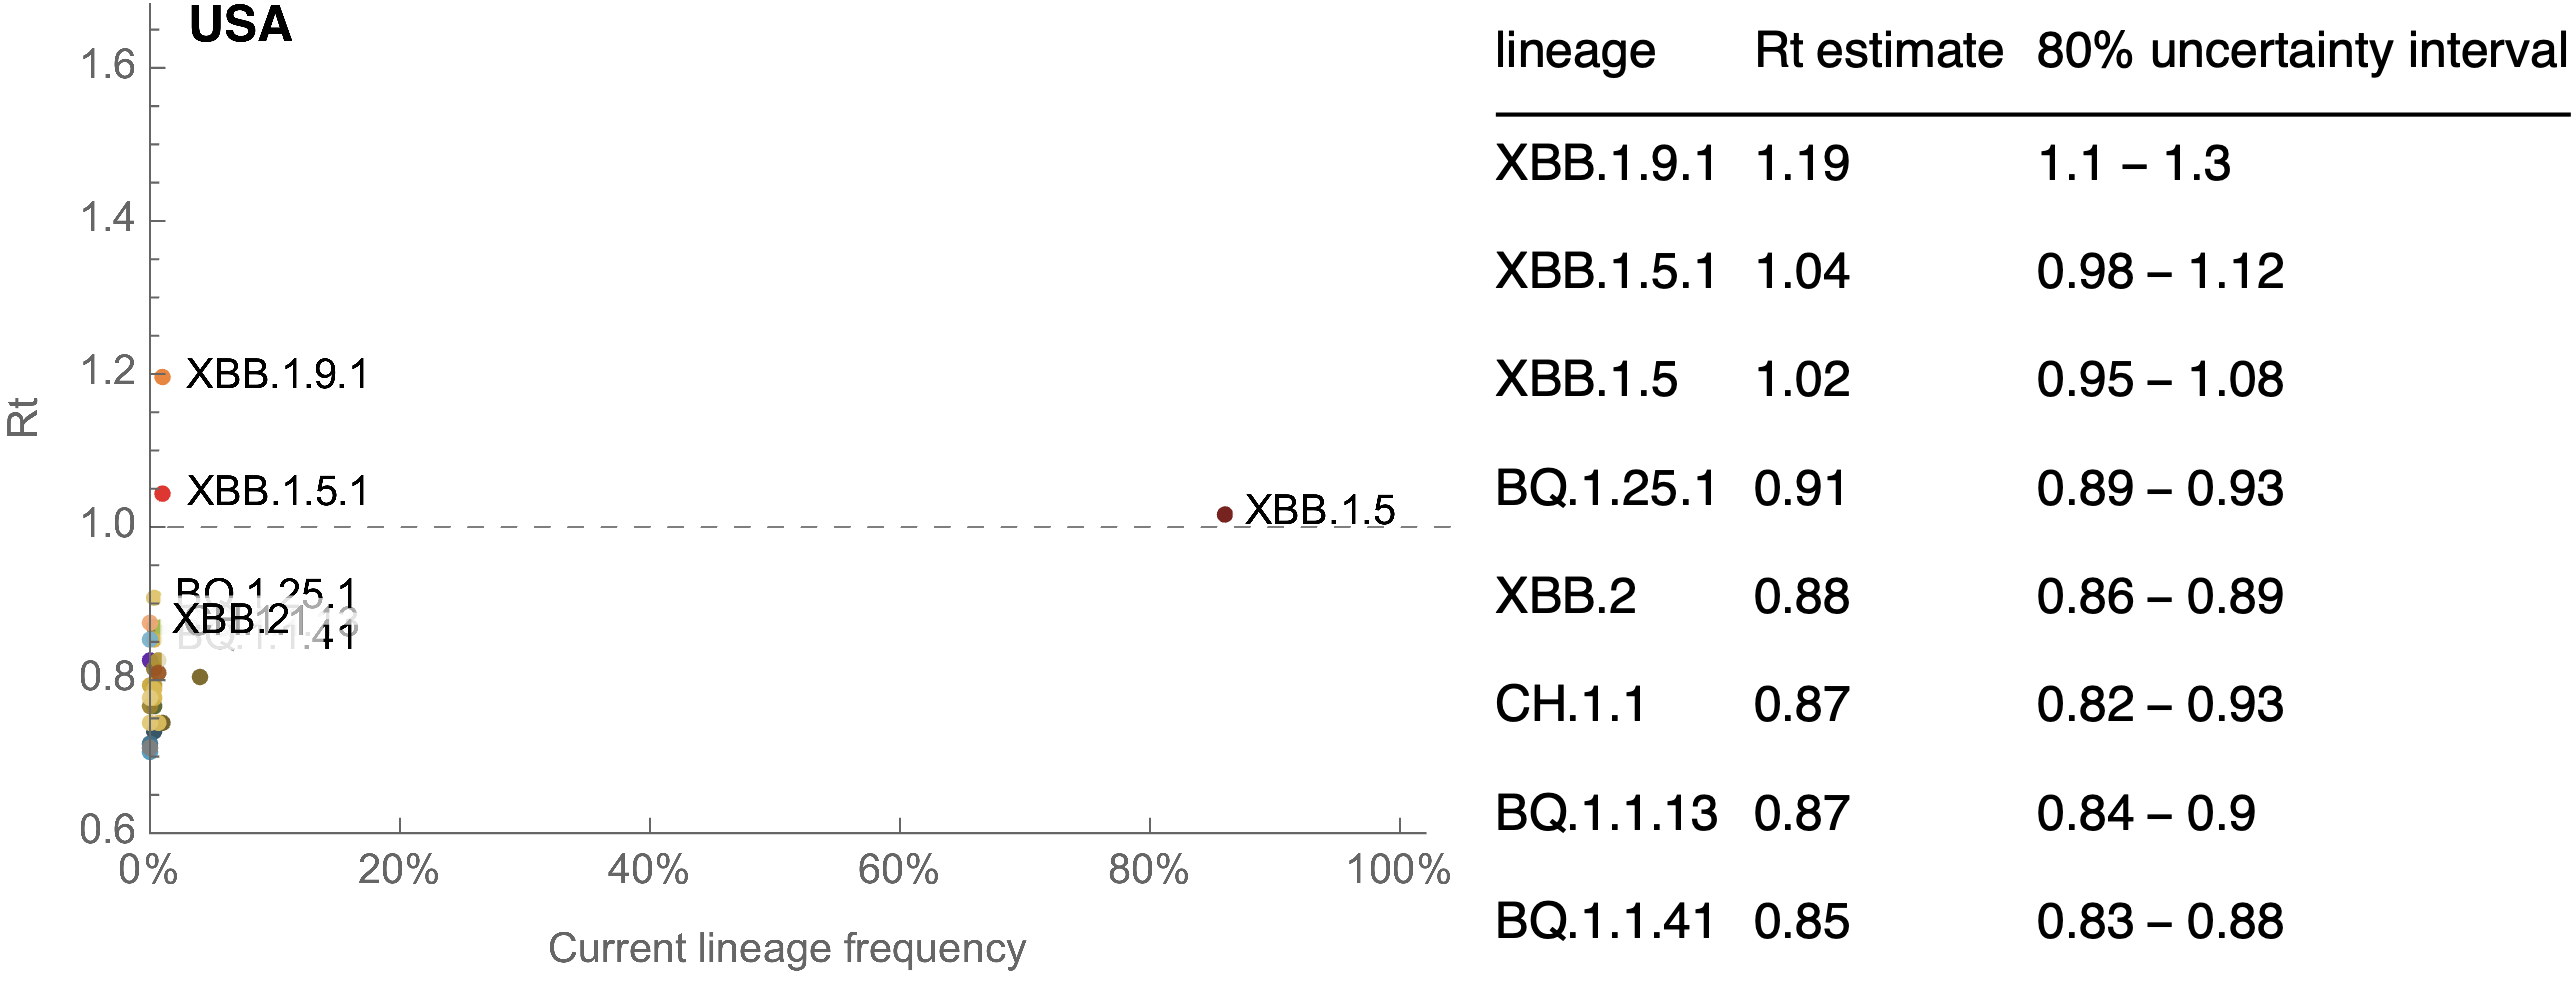 USA
1.6
1.4
1.2
1.0
0.8
0.6
Rt
XBB.1.9.1
XBB.1.5.1
XBB.1.5
BQ.1.25.1
XBB.2
0% 20% 40% 60% 80% 100%
Current lineage frequency
lineage Rt estimate 80% uncertainty interval
XBB.1.9.1 1.19 1.1 – 1.3
XBB.1.5.1 1.04 0.98 – 1.12
XBB.1.5 1.02 0.95 – 1.08
BQ.1.25.1 0.91 0.89 – 0.93
XBB.2 0.88 0.86 – 0.89
CH.1.1 0.87 0.82 – 0.93
BQ.1.1.13 0.87 0.84 – 0.9
BQ.1.1.41 0.85 0.83 – 0.88